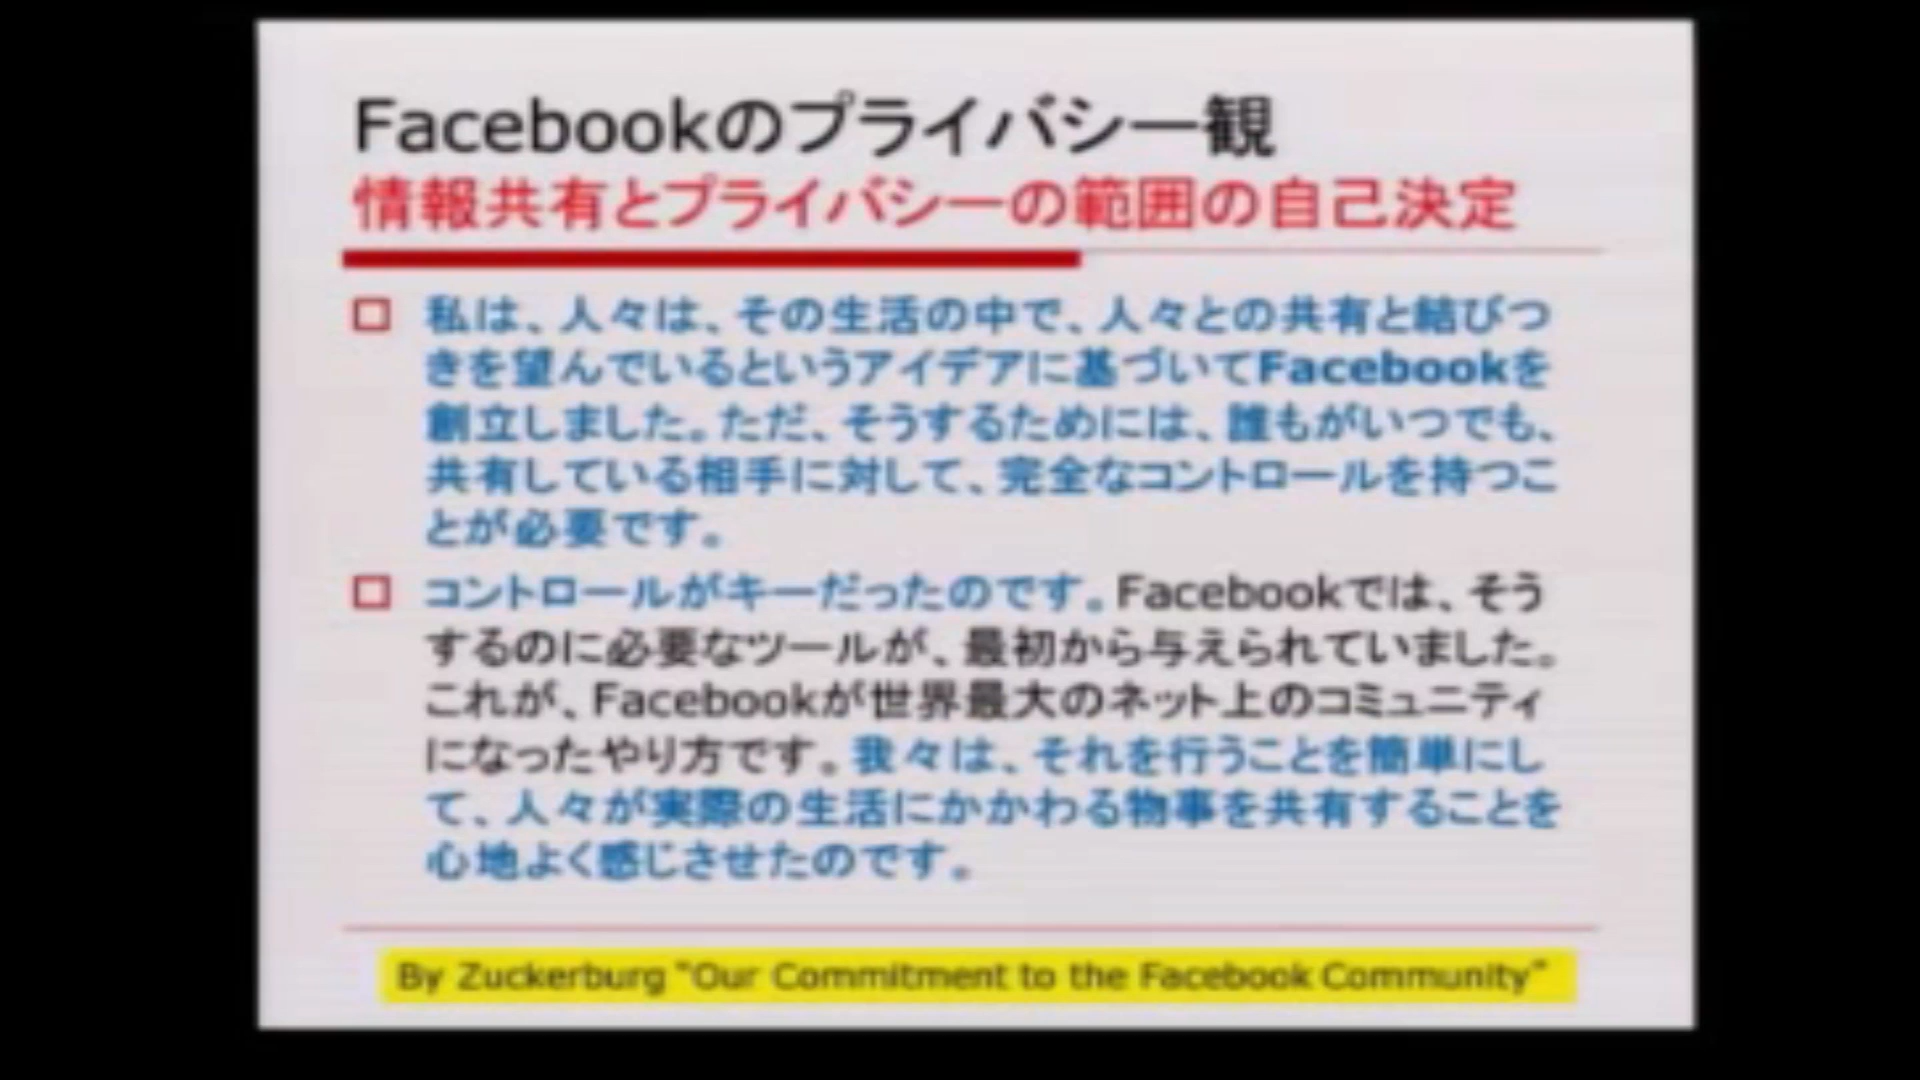 Facebookのプライバシー観
情報共有とプライバシーの範囲の自己決定
私は、人々は、その生活の中で、人々との共有と結びつ
きを望んでいるというアイデアに基づいてFacebookを
創立しました。ただ、そうするためには、誰もがいつでも、
共有している相手に対して、完全なコントロールを持つこ
とが必要です。
コントロールがキーだったのです。Facebookでは、そう
するのに必要なツールが、最初から与えられていました。
これが、Facebookが世界最大のネット上のコミュニティ
になったやり方です。我々は、それを行うことを簡単にし
て、人々が実際の生活にかかわる物事を共有することを
心地よく感じさせたのです。
By Zuckerburg "Our Commitment to the Facebook Community"